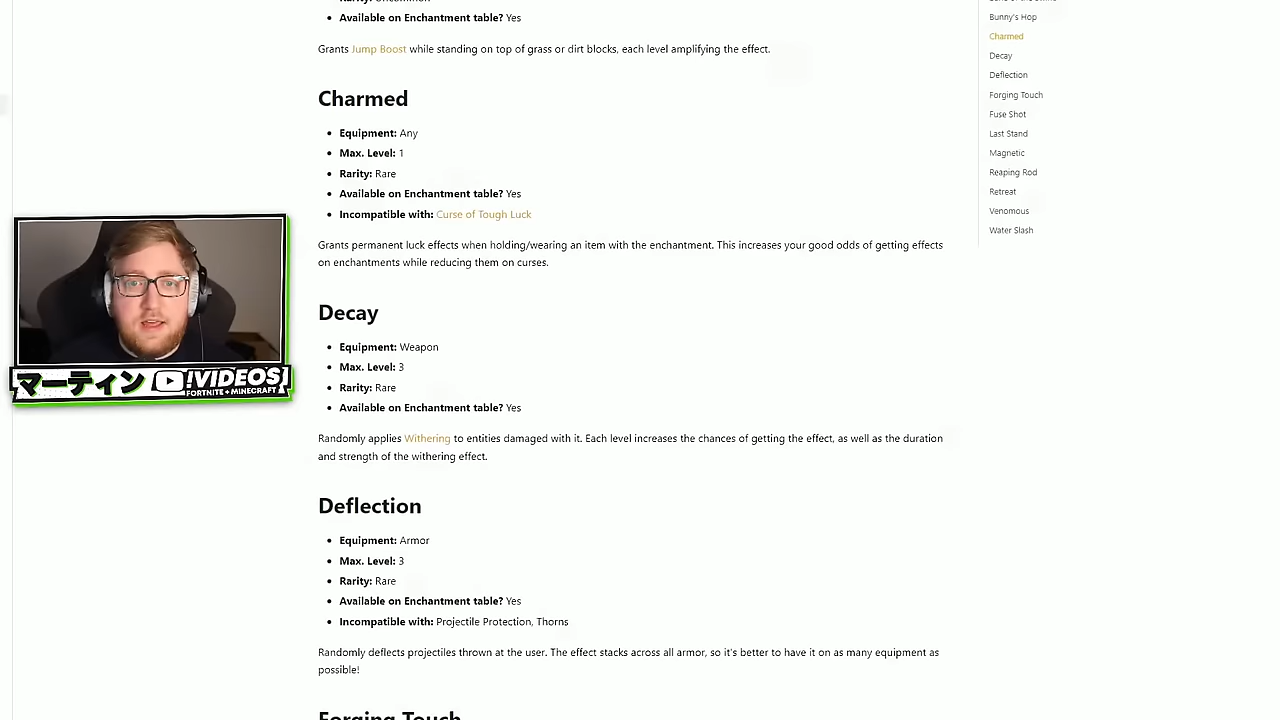 Available on Enchantment table? Yes
Grants Jump Boost while standing on top of grass or dirt blocks, each level amplifying the effect.
Charmed
Equipment: Any
Max. Level: 1
Rarity: Rare
Available on Enchantment table? Yes
Incompatible with: Curse of Tough Luck
Grants permanent luck effects when holding/wearing an item with the enchantment. This increases your good odds of getting effects
on enchantments while reducing them on curses.
Decay
Equipment: Weapon
Max. Level: 3
Rarity: Rare
Available on Enchantment table? Yes
Randomly applies Withering to entities damaged with it. Each level increases the chances of getting the effect, as well as the duration
and strength of the withering effect.
Deflection
Equipment: Armor
Max. Level: 3
Rarity: Rare
Available on Enchantment table? Yes
Incompatible with: Projectile Protection, Thorns
Randomly deflects projectiles thrown at the user. The effect stacks across all armor, so it's better to have it on as many equipment as
possible!
Forging Touch
Bunny's Hop
Charmed
Decay
Deflection
Forging Touch
Fuse Shot
Last Stand
Magnetic
Reaping Rod
Retreat
Venomous
Water Slash
マーティン !VIDEOS
FORTNITE + MINECRAFT